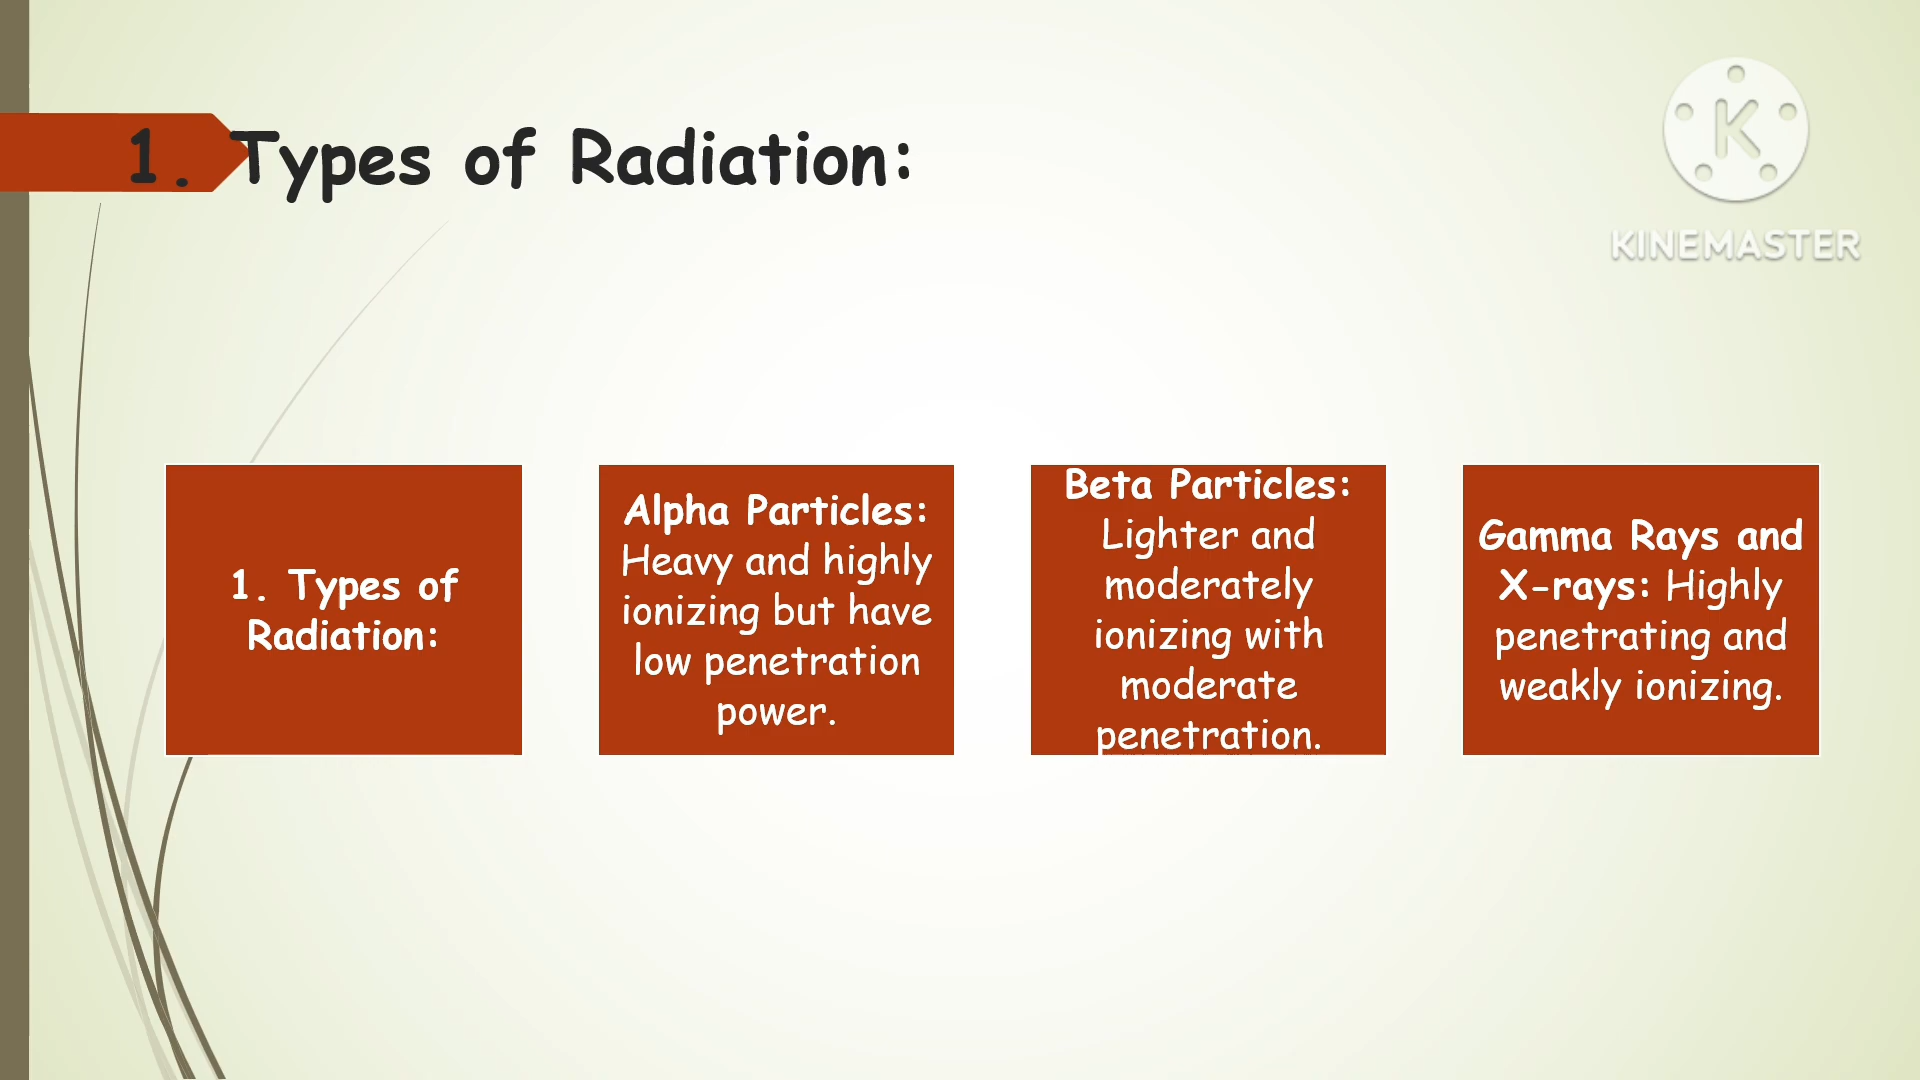 1. Types of Radiation:
K
KINEMASTER
1. Types of
Radiation:
Alpha Particles:
Heavy and highly
ionizing but have
low penetration
power.
Beta Particles:
Lighter and
moderately
ionizing with
moderate
penetration.
Gamma Rays and
X-rays: Highly
penetrating and
weakly ionizing.